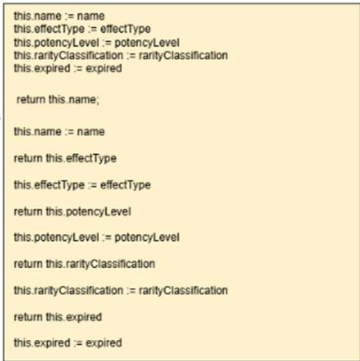 this.name := name
this.effectType := effectType
this.potencyLevel := potencyLevel
this.rarityClassification := rarityClassification
this.expired := expired
return this.name;
this.name := name
return this.effectType
this.effectType := effectType
return this.potencyLevel
this.potencyLevel := potencyLevel
return this.rarityClassification
this.rarityClassification := rarityClassification
return this.expired
this.expired := expired